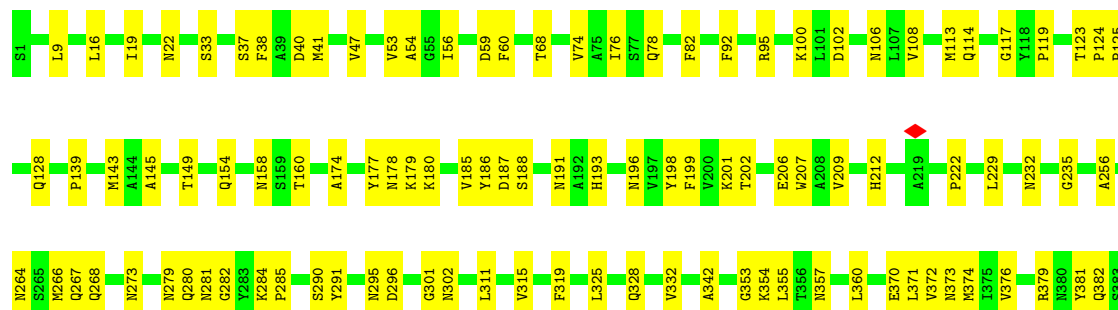 S1 L9 L16 I19 N22 S33 S37 F38 A39 D40 M41 V47 V53 A54 G55 I56 D59 F60 T68 V74 A75 I76 S77 Q78 F82 F92 R95 K100 L101 D102 N106 L107 V108 M113 Q114 G117 Y118 P119 T123 P124
Q128 P139 M143 A144 A145 T149 Q154 N158 S159 T160 A174 Y177 N178 K179 K180 V185 Y186 D187 S188 N191 A192 H193 N196 V197 Y198 F199 V200 K201 T202 E206 W207 A208 V209 H212 A219 P222 L229 N232 G235 A256
N264 S265 M266 Q267 Q268 N273 N279 Q280 N281 G282 Y283 K284 P285 S290 Y291 N295 D296 G301 N302 L311 V315 F319 L325 Q328 V332 A342 G353 K354 L355 T356 N357 L360 E370 L371 V372 N373 M374 I375 V376 R379 N380 Y381 Q382